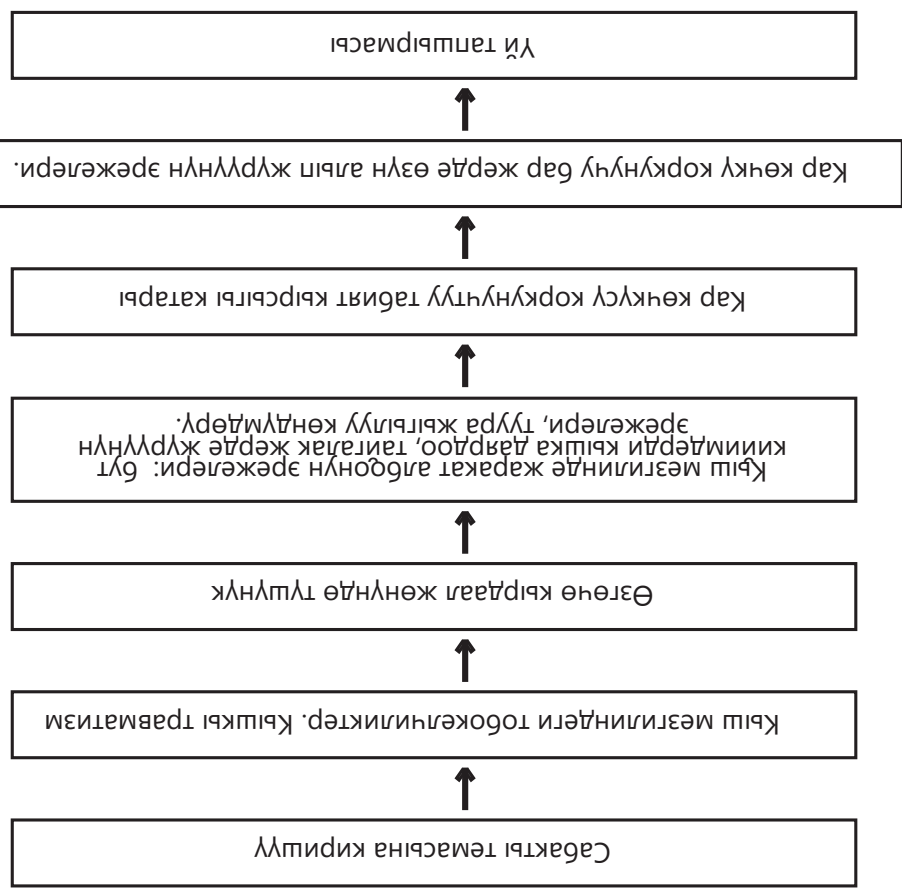 Сабакты темасына киришүү
Кыш мезгилиндеги тобокелчиликтер. Кышкы травматизм
Өзгөчө кырдаал жөнүндө түшүнүк
Кыш мезгилинде жаракат албоонун эрежелери: бут
кийимдерди кышка даярдоо, тайгалак жерде жүрүүнүн
эрежелери, туура жыгылуу көндүмдөрү.
Кар көчкүсү коркунучтуу табият кырсыгы катары
Кар көчкү коркунучу бар жерде өзүн алып жүрүүнүн эрежелери.
Үй тапшырмасы